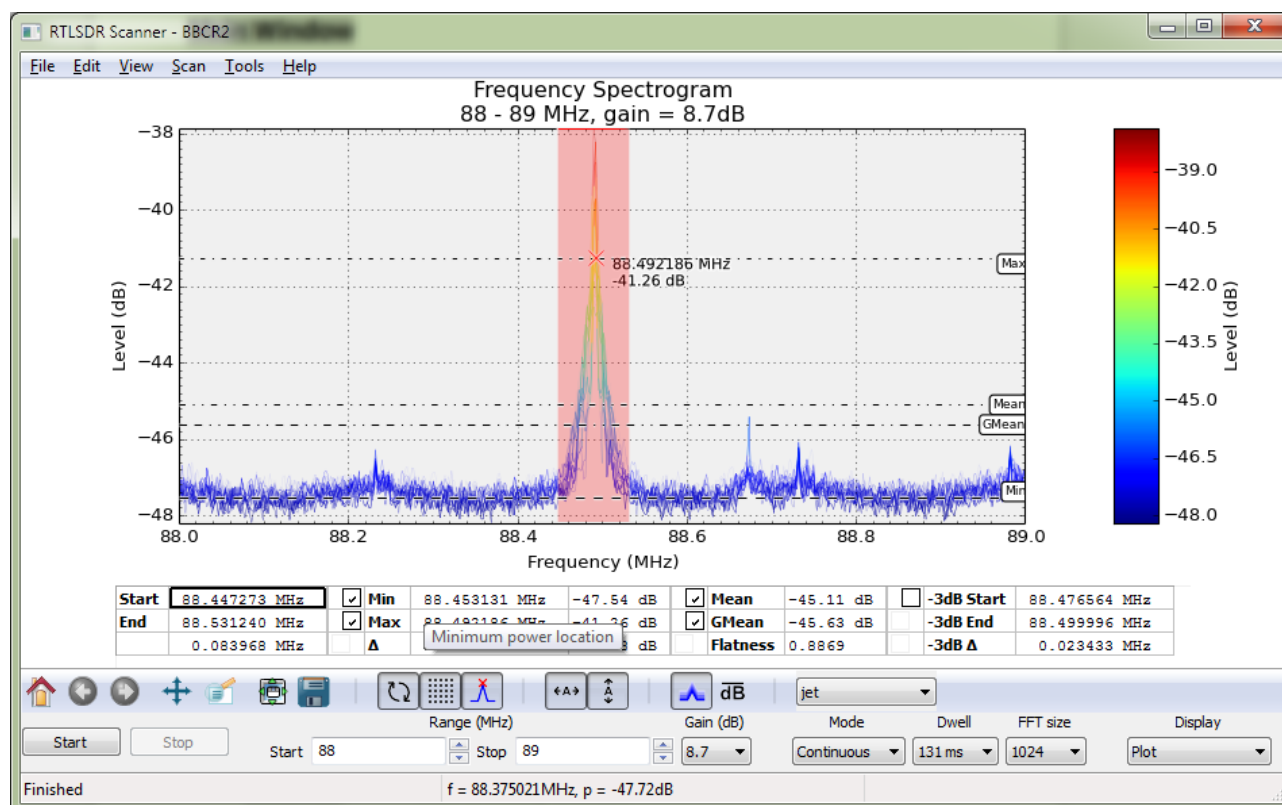 RTLSDR Scanner - BBCR2
File Edit View Scan Tools Help
Frequency Spectrogram
88 - 89 MHz, gain = 8.7dB
−38
−40
−42
−44
−46
−48
Level (dB)
88.492186 MHz
-41.26 dB
Max
Mean
GMean
Min
88.0 88.2 88.4 88.6 88.8 89.0
Frequency (MHz)
−39.0
−40.5
−42.0
−43.5
−45.0
−46.5
−48.0
Level (dB)
Start 88.447273 MHz Min 88.453131 MHz -47.54 dB Mean -45.11 dB -3dB Start 88.476564 MHz
End 88.531240 MHz Max 88.492186 MHz -41.26 dB GMean -45.63 dB -3dB End 88.499996 MHz
0.083968 MHz Δ dB Flatness 0.8869 -3dB Δ 0.023433 MHz
Minimum power location
A A dB jet
Range (MHz) Gain (dB) Mode Dwell FFT size Display
Start Stop Start 88 Stop 89 8.7 Continuous 131 ms 1024 Plot
Finished f = 88.375021MHz, p = -47.72dB